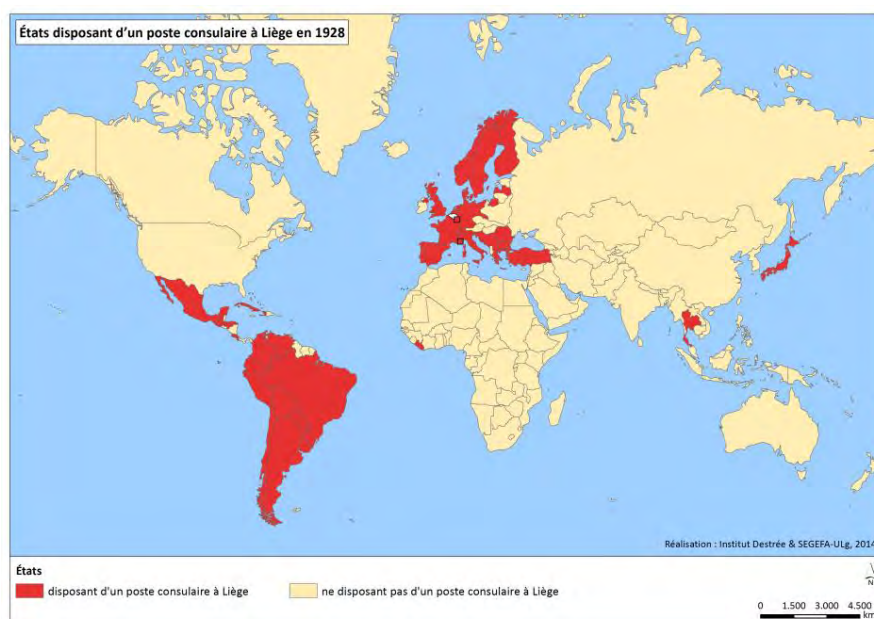 États disposant d'un poste consulaire à Liège en 1928
Réalisation : Institut Destrée & SEGEFA-ULg, 2014
États
disposant d'un poste consulaire à Liège
ne disposant pas d'un poste consulaire à Liège
N
0 1.500 3.000 4.500
km